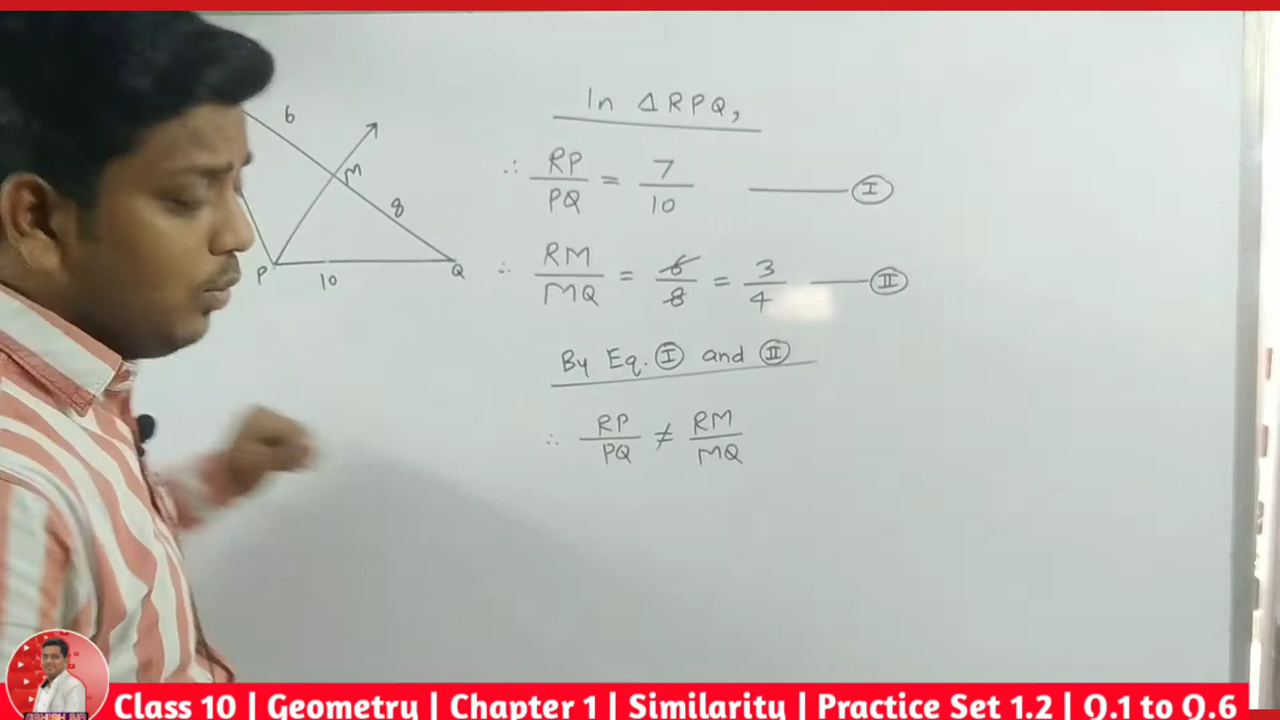 6
M
8
P
10
Q
In Δ RPQ,
∴ RP/PQ = 7/10 —— Ⓘ
∴ RM/MQ = 6/8 = 3/4 —— Ⓘⓘ
By Eq. Ⓘ and Ⓘⓘ
∴ RP/PQ ≠ RM/MQ
Class 10 | Geometry | Chapter 1 | Similarity | Practice Set 1.2 | Q.1 to Q.6